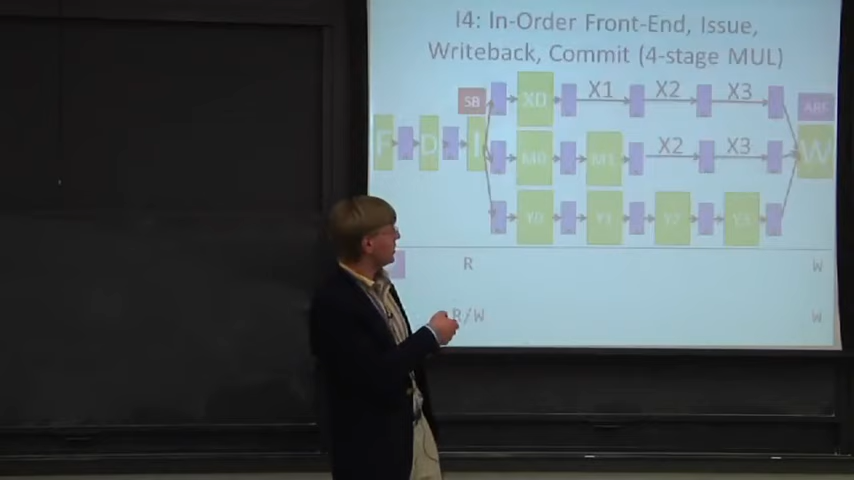 I4: In-Order Front-End, Issue,
Writeback, Commit (4-stage MUL)
SB X0 X1 X2 X3 ARF
F D I M0 M1 X2 X3 W
Y0 Y1 Y2 Y3
R W
R/W W